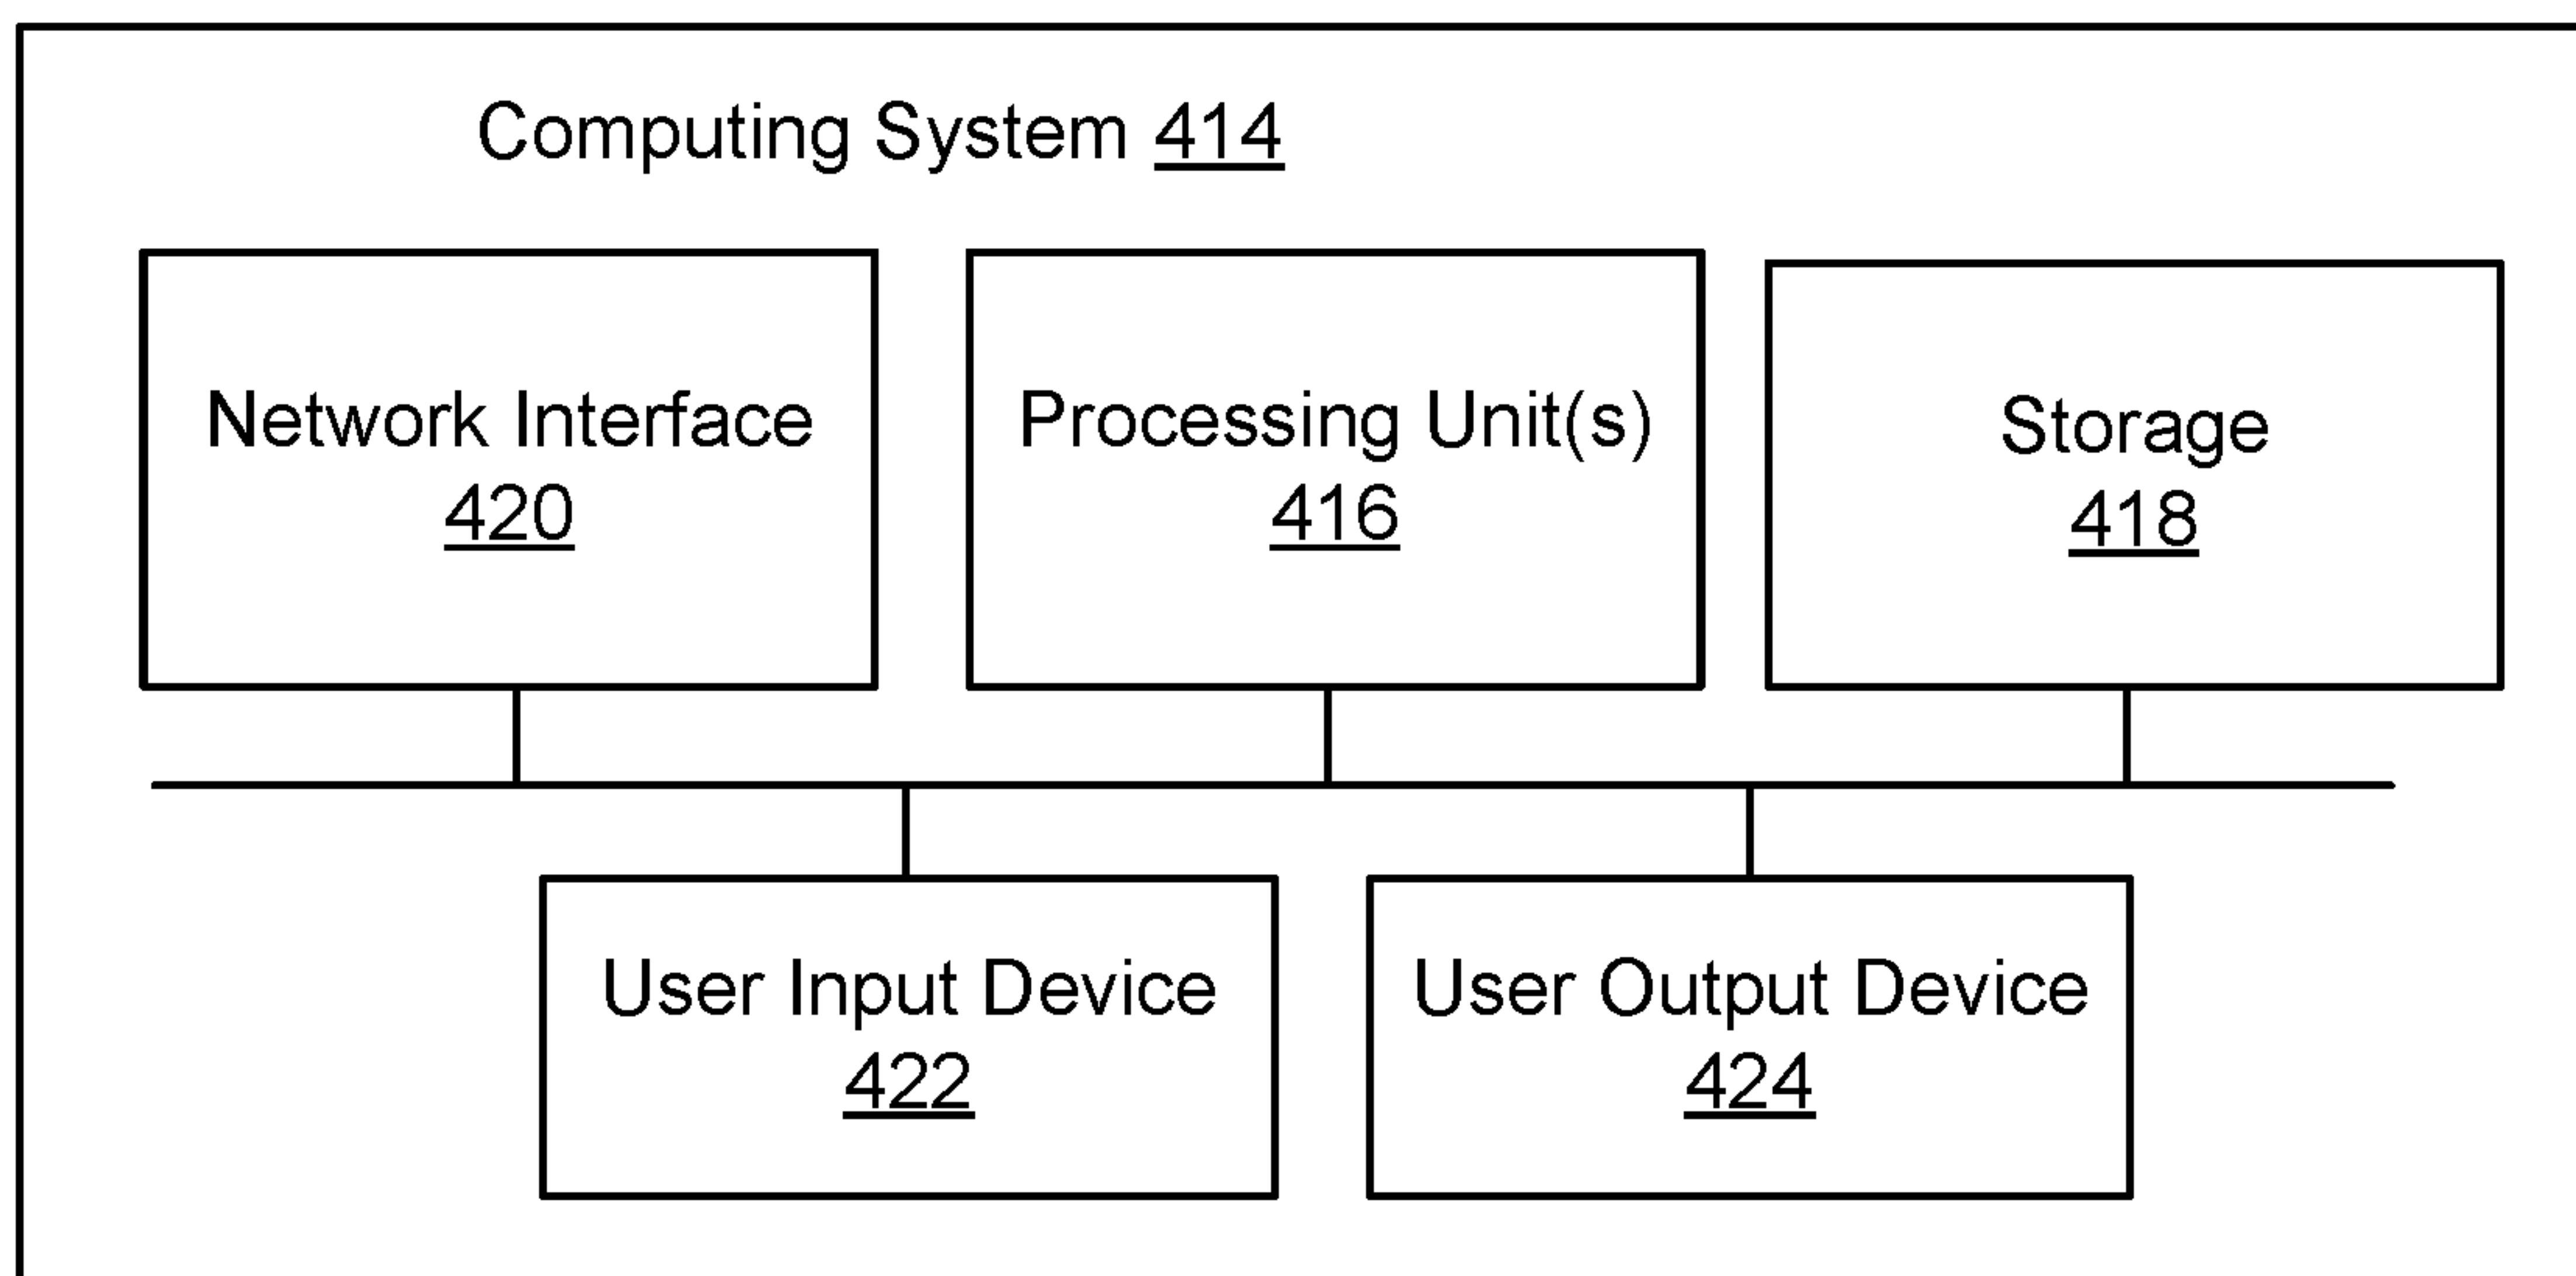 Computing System 414
Network Interface
420
Processing Unit(s)
416
Storage
418
User Input Device
422
User Output Device
424